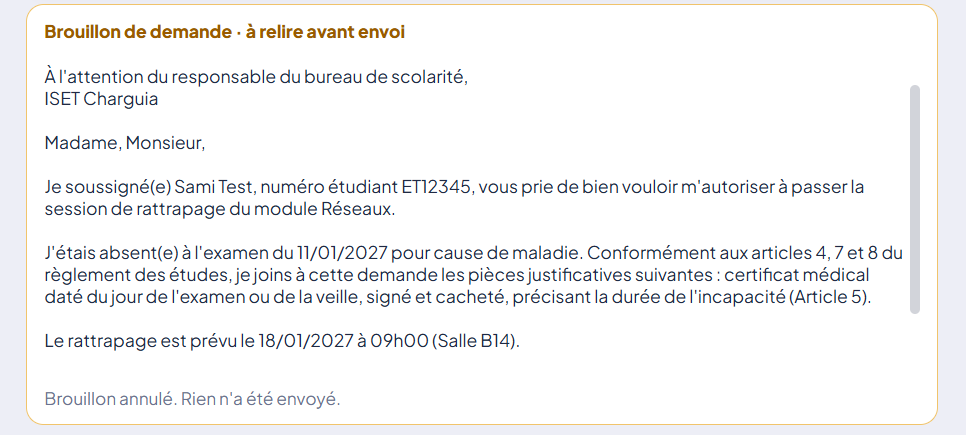 Brouillon de demande · à relire avant envoi
À l'attention du responsable du bureau de scolarité,
ISET Charguia
Madame, Monsieur,
Je soussigné(e) Sami Test, numéro étudiant ET12345, vous prie de bien vouloir m'autoriser à passer la
session de rattrapage du module Réseaux.
J'étais absent(e) à l'examen du 11/01/2027 pour cause de maladie. Conformément aux articles 4, 7 et 8 du
règlement des études, je joins à cette demande les pièces justificatives suivantes : certificat médical
daté du jour de l'examen ou de la veille, signé et cacheté, précisant la durée de l'incapacité (Article 5).
Le rattrapage est prévu le 18/01/2027 à 09h00 (Salle B14).
Brouillon annulé. Rien n'a été envoyé.